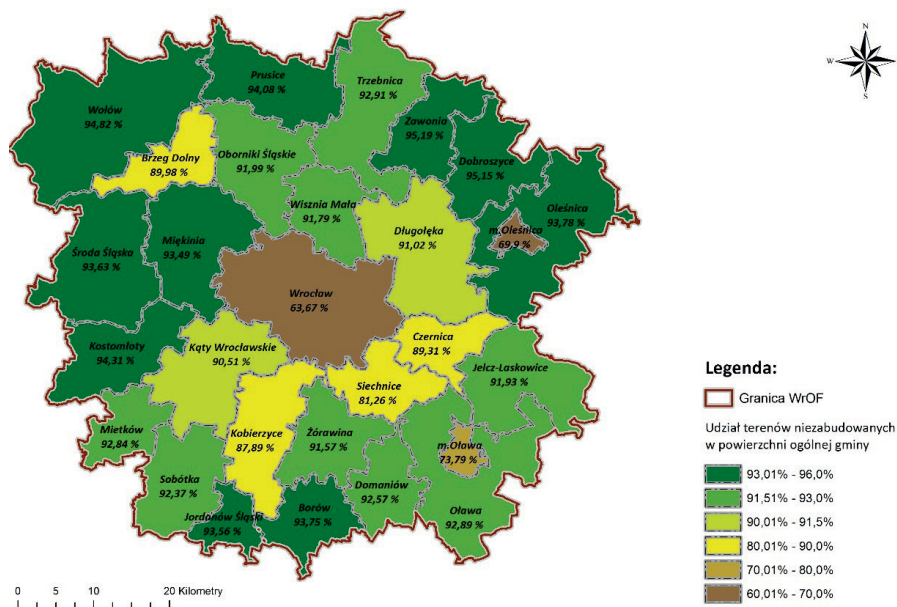 N
W
E
S
Prusice
94,08 %
Trzebnica
92,91 %
Wołów
94,82 %
Zawonia
95,19 %
Brzeg Dolny
89,98 %
Oborniki Śląskie
91,99 %
Dobroszyce
95,15 %
Wisznia Mała
91,79 %
Oleśnica
93,78 %
Długołęka
91,02 %
m.Oleśnica
69,9 %
Środa Śląska
93,63 %
Miękinia
93,49 %
Wrocław
63,67 %
Kostomłoty
94,31 %
Kąty Wrocławskie
90,51 %
Czernica
89,31 %
Jelcz-Laskowice
91,93 %
Siechnice
81,26 %
Mietków
92,84 %
Kobierzyce
87,89 %
Żórawina
91,57 %
m.Oława
73,79 %
Sobótka
92,37 %
Domaniów
92,57 %
Jordanów Śląski
93,56 %
Borów
93,75 %
Oława
92,89 %
0 5 10 20 Kilometry
Legenda:
Granica WrOF
Udział terenów niezabudowanych
w powierzchni ogólnej gminy
93,01% - 96,0%
91,51% - 93,0%
90,01% - 91,5%
80,01% - 90,0%
70,01% - 80,0%
60,01% - 70,0%